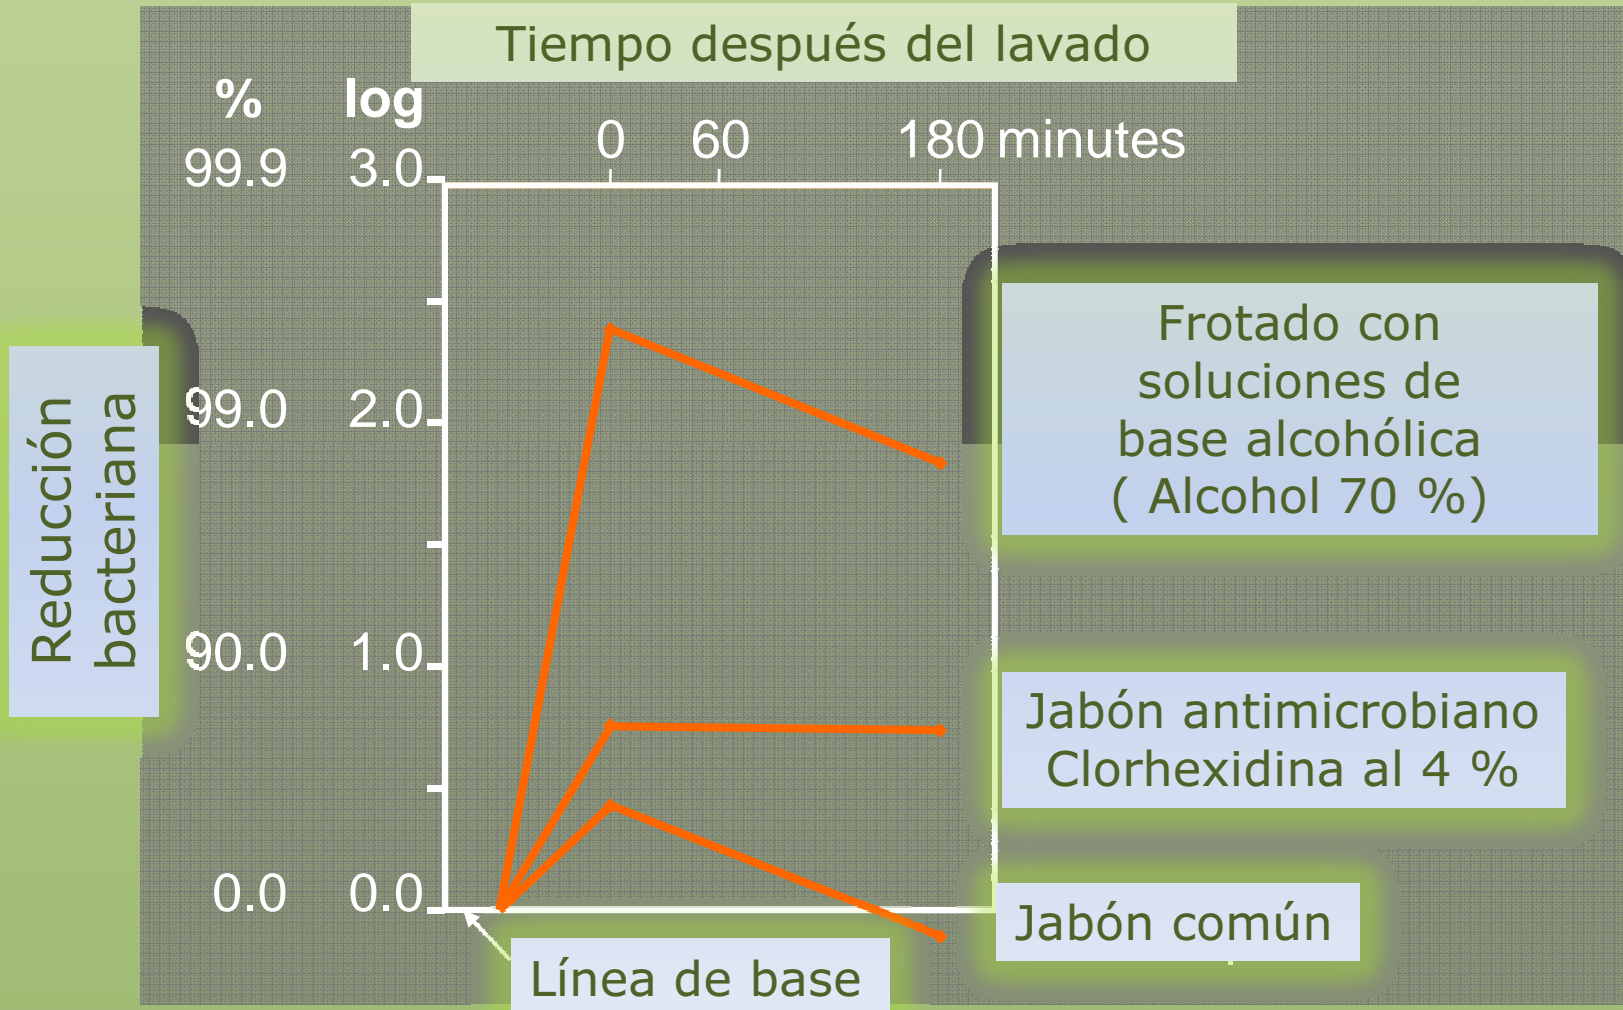 Tiempo después del lavado
% log
0 60 180 minutes
99.9 3.0
99.0 2.0
90.0 1.0
0.0 0.0
Reducción
bacteriana
Frotado con
soluciones de
base alcohólica
( Alcohol 70 %)
Jabón antimicrobiano
Clorhexidina al 4 %
Jabón común
Línea de base